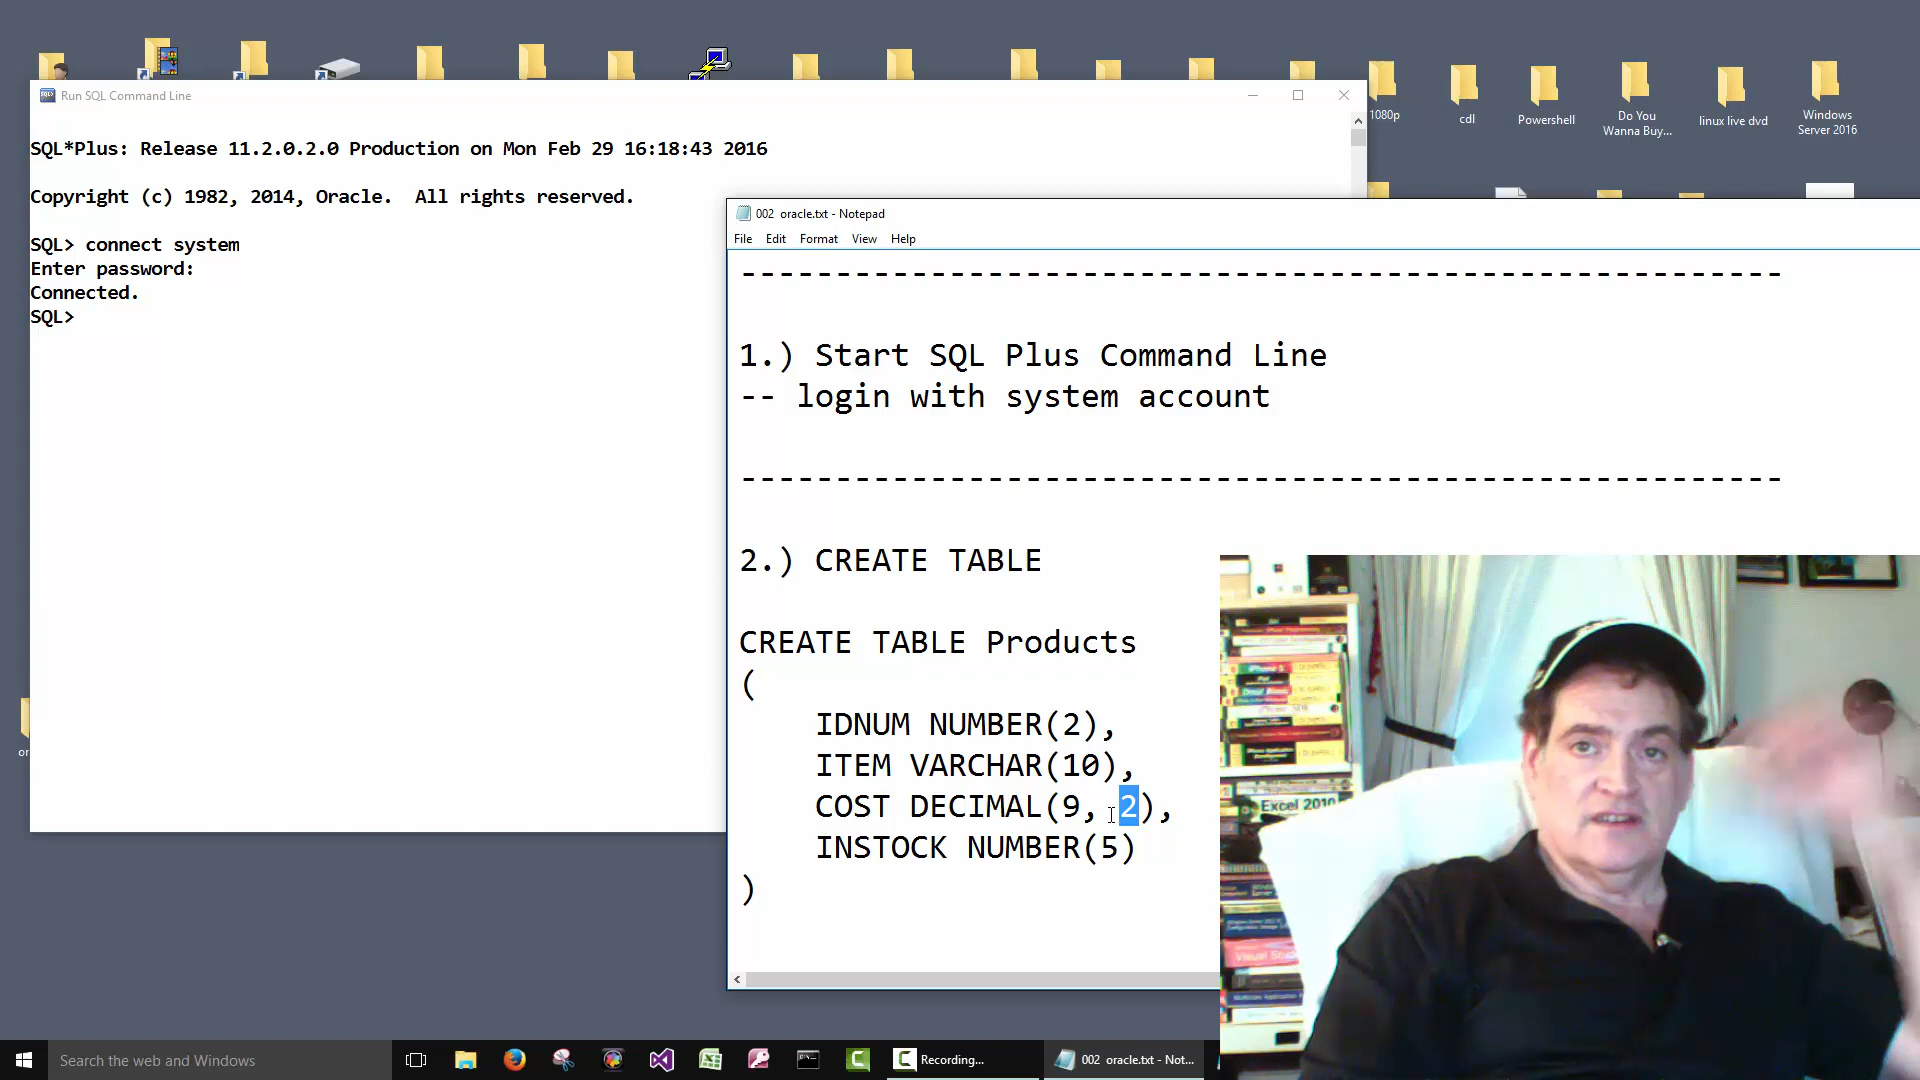 1080p
cdl
Powershell
Do You
Wanna Buy...
linux live dvd
Windows
Server 2016
Run SQL Command Line
SQL*Plus: Release 11.2.0.2.0 Production on Mon Feb 29 16:18:43 2016
Copyright (c) 1982, 2014, Oracle.  All rights reserved.
SQL> connect system
Enter password:
Connected.
SQL>
002 oracle.txt - Notepad
File Edit Format View Help
-------------------------------------------------------
1.) Start SQL Plus Command Line
-- login with system account
-------------------------------------------------------
2.) CREATE TABLE
CREATE TABLE Products
(
IDNUM NUMBER(2),
ITEM VARCHAR(10),
COST DECIMAL(9, 2),
INSTOCK NUMBER(5)
)
or
Excel 2010
Search the web and Windows
Recording...
002 oracle.txt - Not...